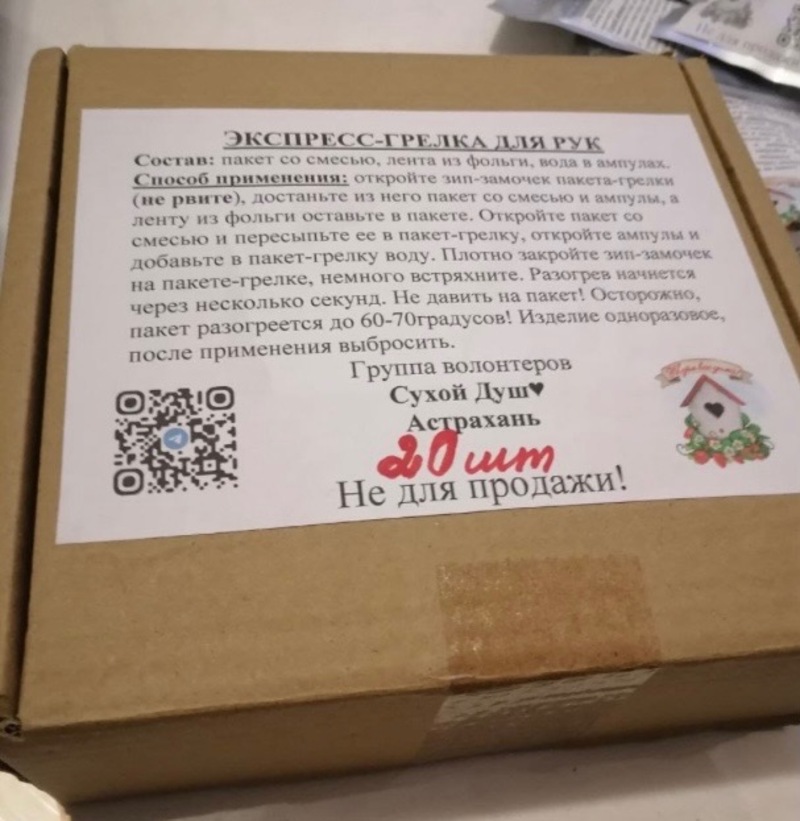 ЭКСПРЕСС-ГРЕЛКА ДЛЯ РУК
Состав: пакет со смесью, лента из фольги, вода в ампулах.
Способ применения: откройте зип-замочек пакета-грелки
(не рвите), достаньте из него пакет со смесью и ампулы, а
ленту из фольги оставьте в пакете. Откройте пакет со
смесью и пересыпьте ее в пакет-грелку, откройте ампулы и
добавьте в пакет-грелку воду. Плотно закройте зип-замочек
на пакете-грелке, немного встряхните. Разогрев начнется
через несколько секунд. Не давить на пакет! Осторожно,
пакет разогреется до 60-70градусов! Изделие одноразовое,
после применения выбросить.
Группа волонтеров
Сухой Душ♥
Астрахань
20 шт
Не для продажи!
Не для продажи